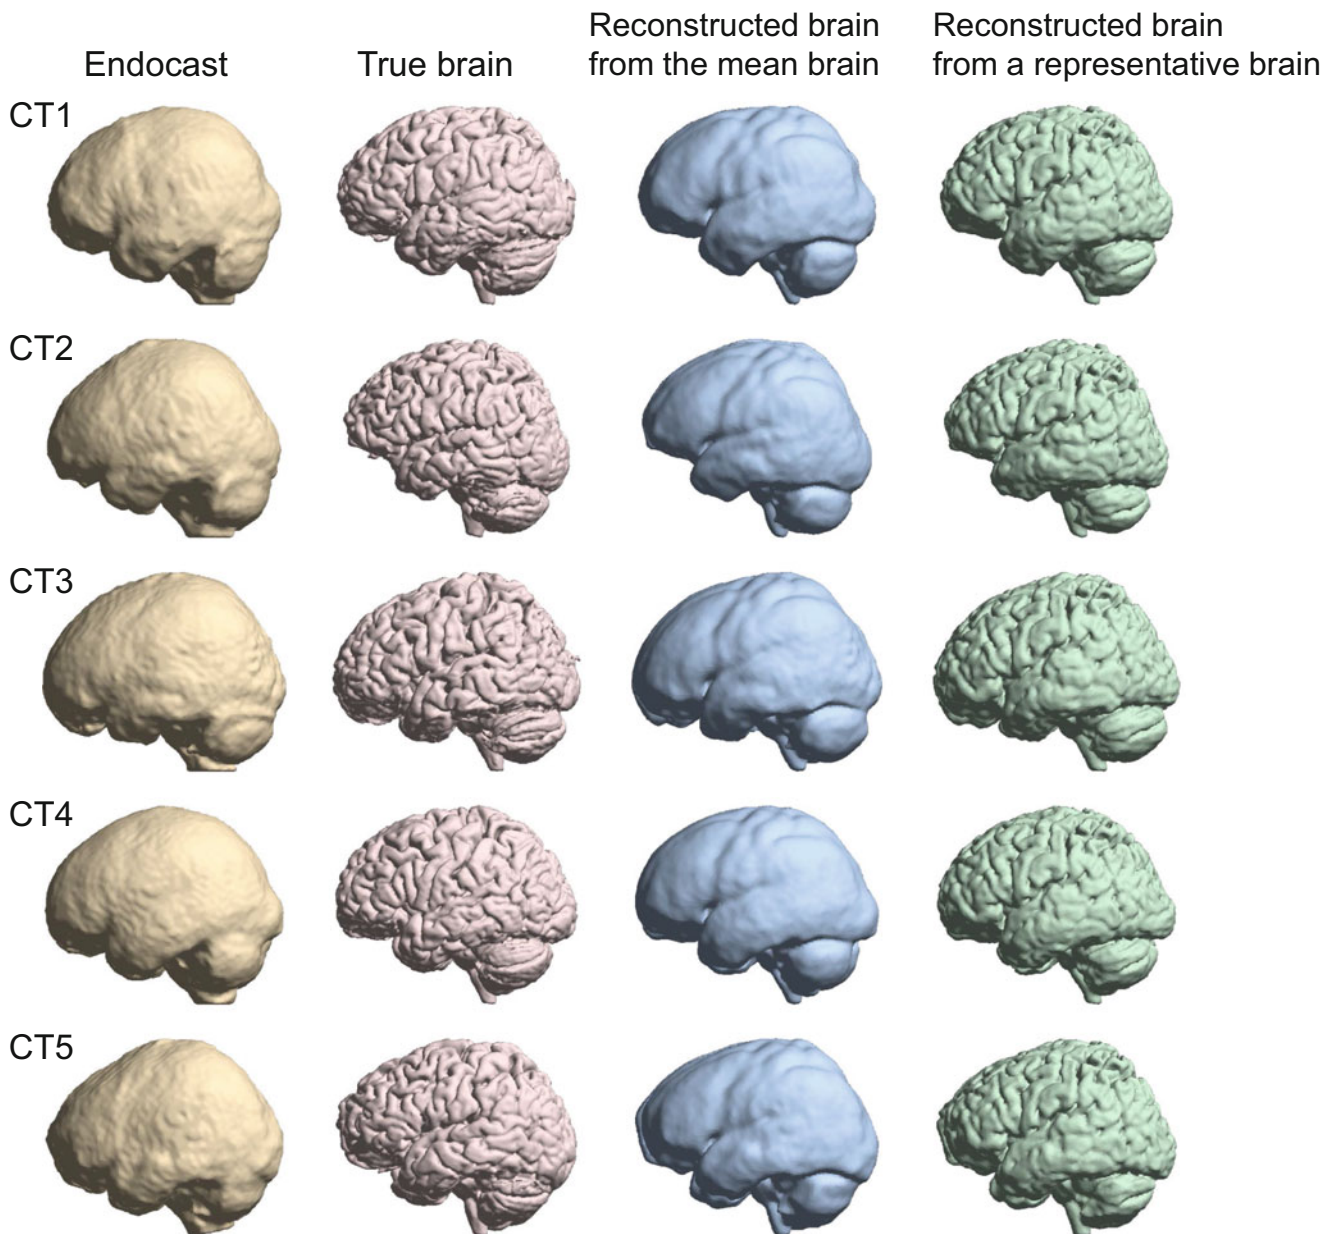 Endocast
True brain
Reconstructed brain
from the mean brain
Reconstructed brain
from a representative brain
CT1
CT2
CT3
CT4
CT5